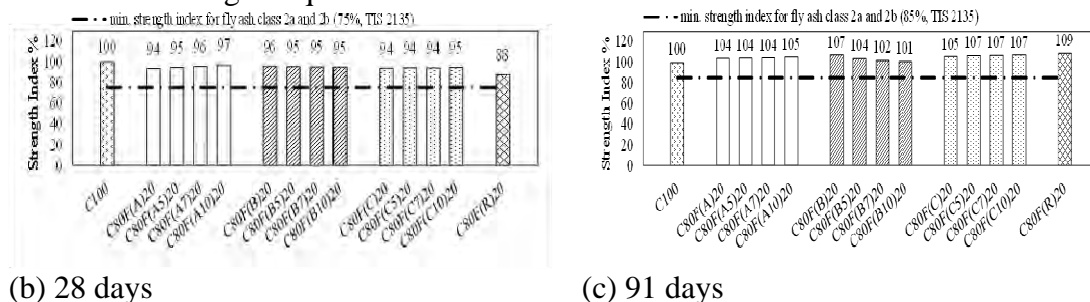 min. strength index for fly ash class 2a and 2b (75%, TIS 2135)
Strength Index %
120
100
80
60
40
20
0
100 94 95 96 97 96 95 95 95 94 94 94 95 88
C100 C80F(A)20 C80F(A5)20 C80F(A7)20 C80F(A10)20 C80F(B)20 C80F(B5)20 C80F(B7)20 C80F(B10)20 C80F(C)20 C80F(C5)20 C80F(C7)20 C80F(C10)20 C80F(R)20
(b) 28 days
min. strength index for fly ash class 2a and 2b (85%, TIS 2135)
Strength Index %
120
100
80
60
40
20
0
100 104 104 104 105 107 104 102 101 105 107 107 107 109
C100 C80F(A)20 C80F(A5)20 C80F(A7)20 C80F(A10)20 C80F(B)20 C80F(B5)20 C80F(B7)20 C80F(B10)20 C80F(C)20 C80F(C5)20 C80F(C7)20 C80F(C10)20 C80F(R)20
(c) 91 days